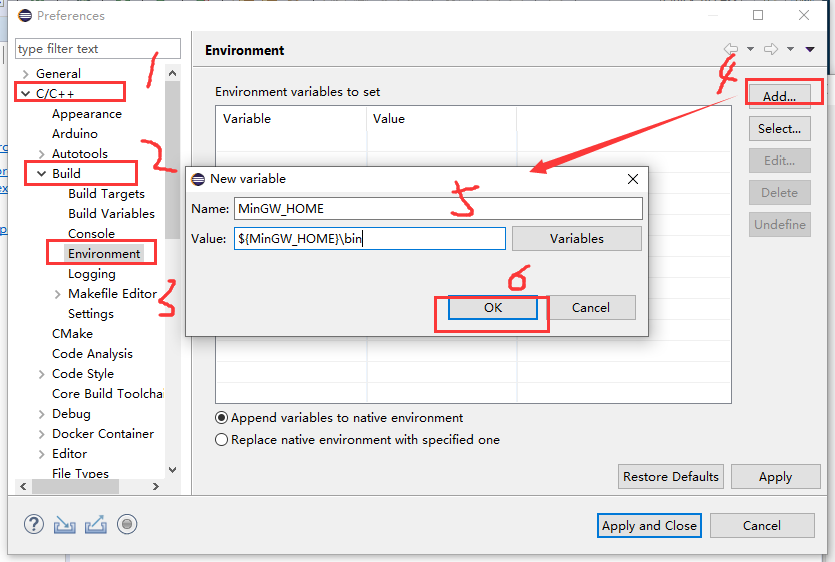 Preferences
type filter text
General
C/C++
Appearance
Arduino
Autotools
Build
Build Targets
Build Variables
Console
Environment
Logging
Makefile Editor
Settings
CMake
Code Analysis
Code Style
Core Build Toolcha
Debug
Docker Container
Editor
File Types
1
2
3
Environment
4
Environment variables to set
Variable Value
Add...
Select...
Edit...
Delete
Undefine
New variable
5
Name: MinGW_HOME
Value: ${MinGW_HOME}\bin Variables
6
OK Cancel
Append variables to native environment
Replace native environment with specified one
Restore Defaults Apply
Apply and Close Cancel